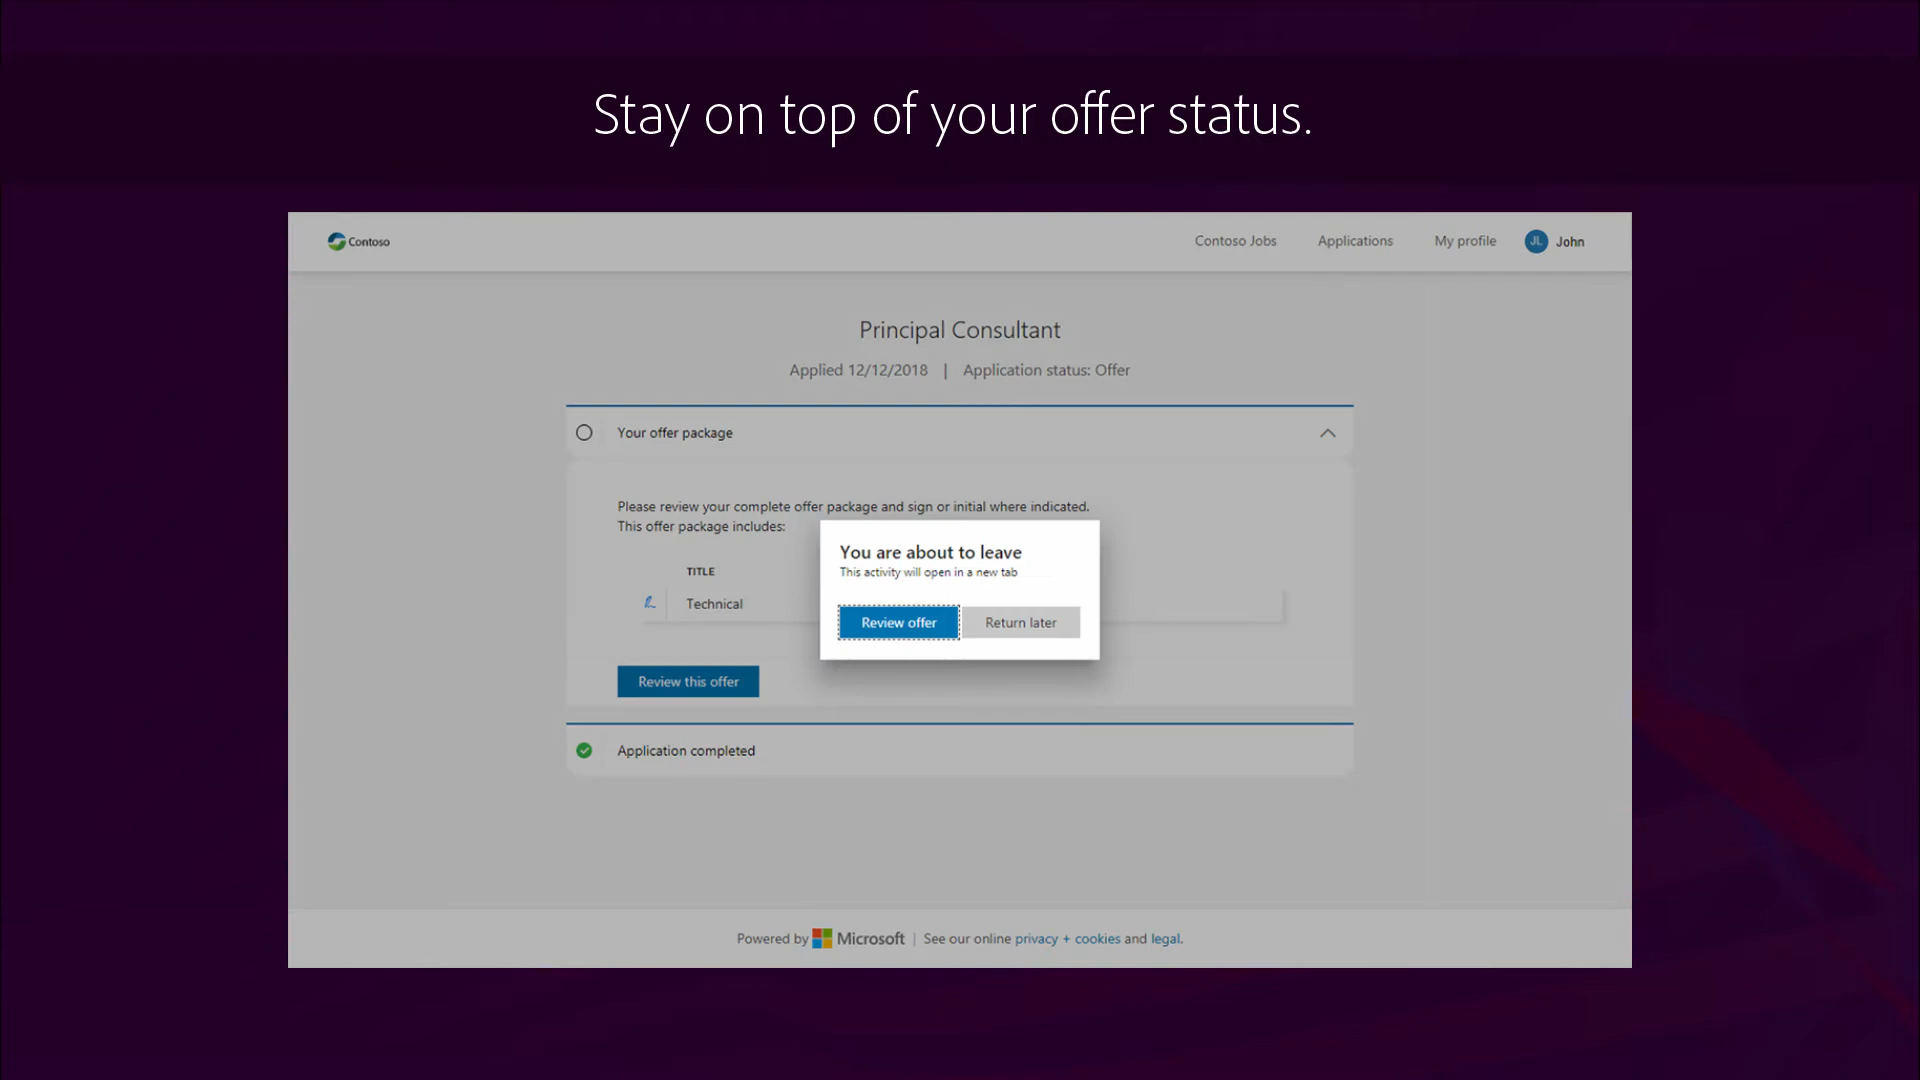 Stay on top of your offer status.
Contoso
Contoso Jobs
Applications
My profile
JL
John
Principal Consultant
Applied 12/12/2018 | Application status: Offer
Your offer package
Please review your complete offer package and sign or initial where indicated.
This offer package includes:
TITLE
Technical
You are about to leave
This activity will open in a new tab
Review offer
Return later
Review this offer
Application completed
Powered by Microsoft | See our online privacy + cookies and legal.